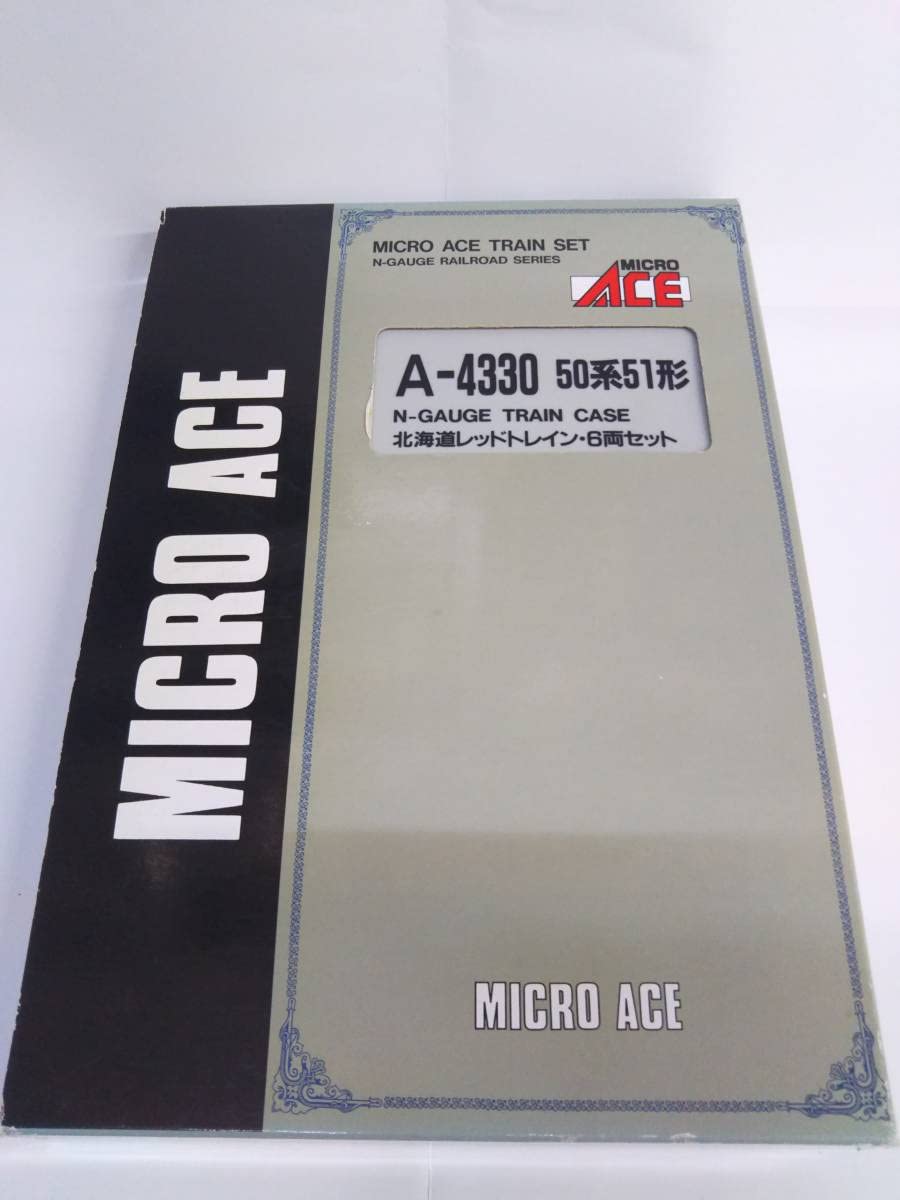 MICRO ACE
MICRO ACE TRAIN SET
N-GAUGE RAILROAD SERIES
MICRO
ACE
A-4330 50系51形
N-GAUGE TRAIN CASE
北海道レッドトレイン・6両セット
MICRO ACE